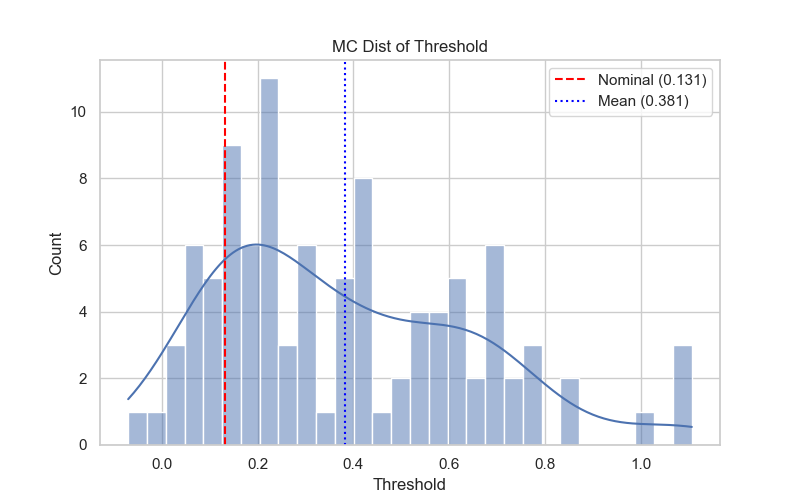 MC Dist of Threshold
Nominal (0.131)
Mean (0.381)
Count
10
8
6
4
2
0
0.0 0.2 0.4 0.6 0.8 1.0
Threshold